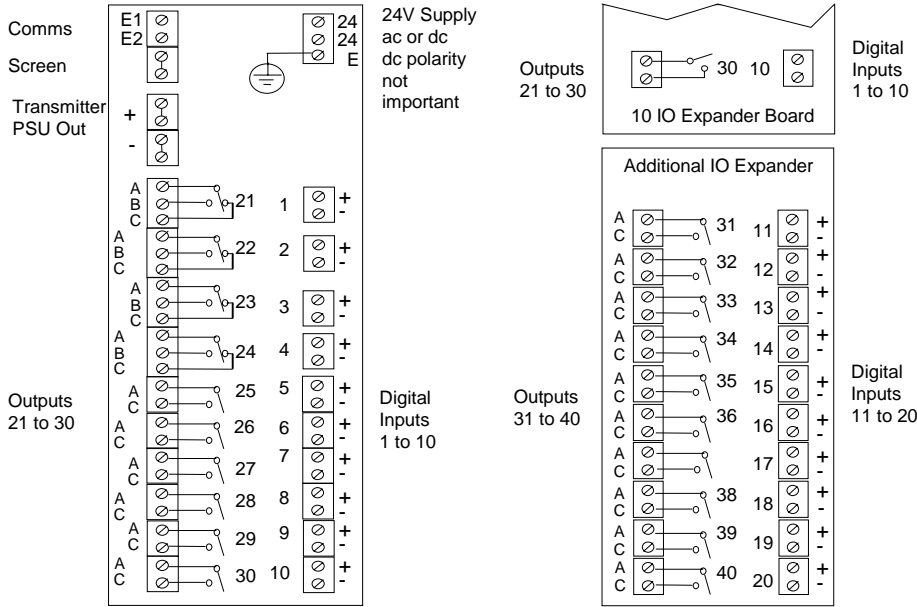 Comms
E1
E2
Screen
Transmitter
PSU Out
+
-
24
24
E
24V Supply
ac or dc
dc polarity
not
important
A
B
C
21
1
+
-
A
B
C
22
2
+
-
A
B
C
23
3
+
-
A
B
C
24
4
+
-
A
C
25
5
+
-
A
C
26
6
+
-
A
C
27
7
+
-
A
C
28
8
+
-
A
C
29
9
+
-
A
C
30
10
+
-
Outputs
21 to 30
Digital
Inputs
1 to 10
Outputs
21 to 30
30
10
Digital
Inputs
1 to 10
10 IO Expander Board
Additional IO Expander
A
C
31
11
+
-
A
C
32
12
+
-
A
C
33
13
+
-
A
C
34
14
+
-
A
C
35
15
+
-
A
C
36
16
+
-
A
C
17
+
-
A
C
38
18
+
-
A
C
39
19
+
-
A
C
40
20
+
-
Outputs
31 to 40
Digital
Inputs
11 to 20